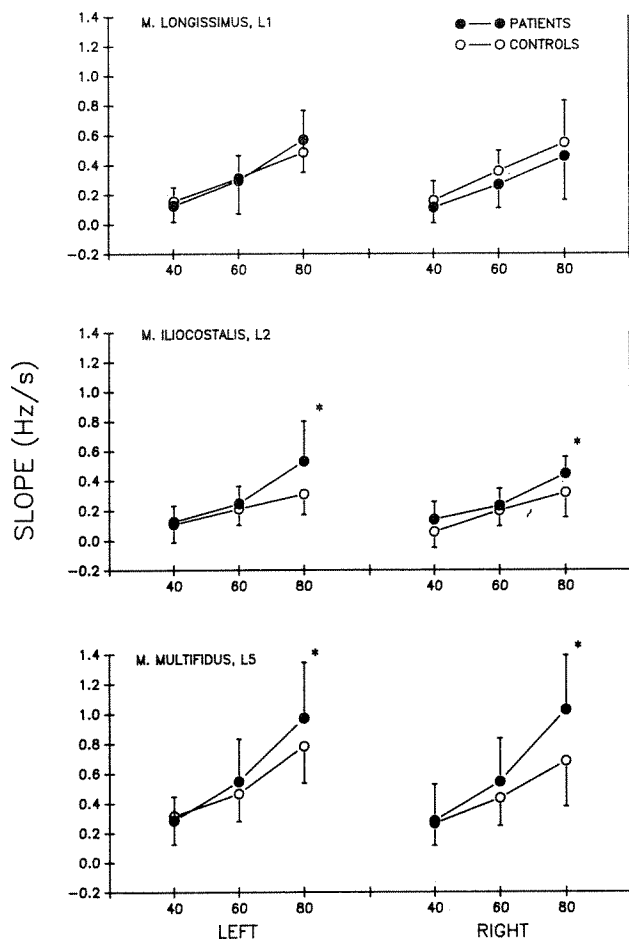 M. LONGISSIMUS, L1
PATIENTS
CONTROLS
1.4
1.2
1.0
0.8
0.6
0.4
0.2
0.0
-0.2
40 60 80 40 60 80
M. ILIOCOSTALIS, L2
1.4
1.2
1.0
0.8
0.6
0.4
0.2
0.0
-0.2
* *
40 60 80 40 60 80
SLOPE (Hz/s)
M. MULTIFIDUS, L5
1.4
1.2
1.0
0.8
0.6
0.4
0.2
0.0
-0.2
* *
40 60 80 40 60 80
LEFT RIGHT